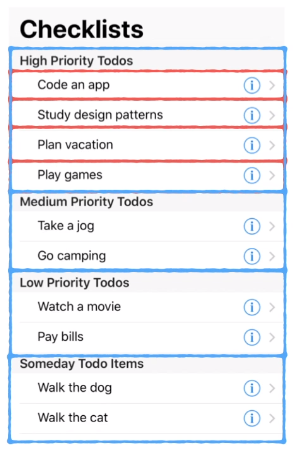 Checklists
High Priority Todos
Code an app
Study design patterns
Plan vacation
Play games
Medium Priority Todos
Take a jog
Go camping
Low Priority Todos
Watch a movie
Pay bills
Someday Todo Items
Walk the dog
Walk the cat